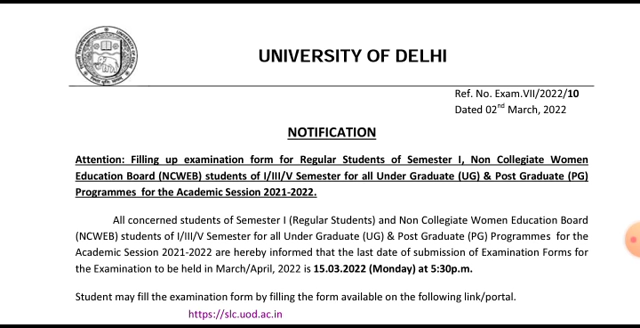 UNIVERSITY OF DELHI
Ref. No. Exam.VII/2022/10
Dated 02nd March, 2022
NOTIFICATION
Attention: Filling up examination form for Regular Students of Semester I, Non Collegiate Women
Education Board (NCWEB) students of I/III/V Semester for all Under Graduate (UG) & Post Graduate (PG)
Programmes for the Academic Session 2021-2022.
All concerned students of Semester I (Regular Students) and Non Collegiate Women Education Board
(NCWEB) students of I/III/V Semester for all Under Graduate (UG) & Post Graduate (PG) Programmes for the
Academic Session 2021-2022 are hereby informed that the last date of submission of Examination Forms for
the Examination to be held in March/April, 2022 is 15.03.2022 (Monday) at 5:30p.m.
Student may fill the examination form by filling the form available on the following link/portal.
https://slc.uod.ac.in